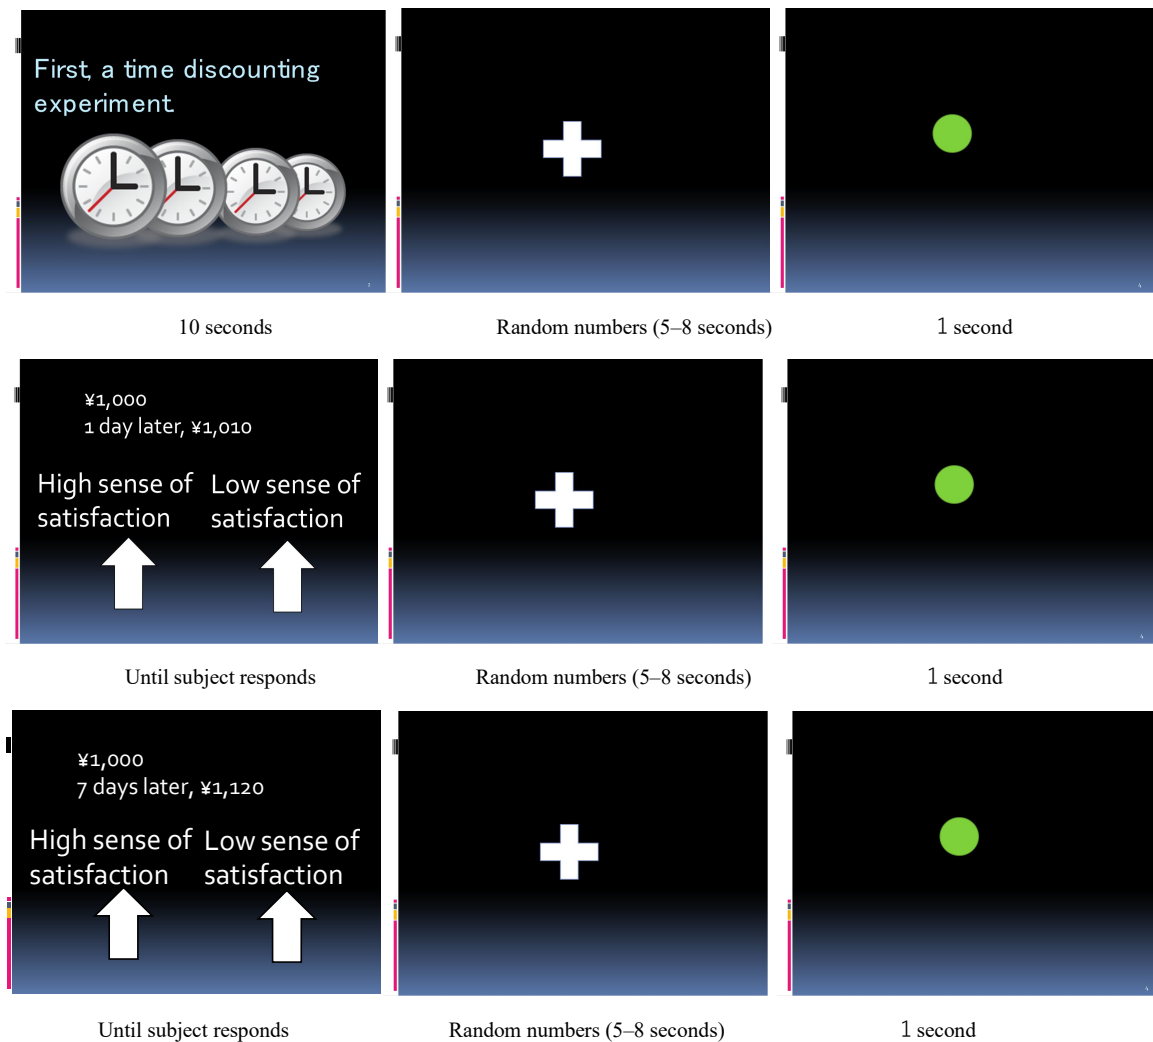 First, a time discounting
experiment.
10 seconds
Random numbers (5–8 seconds)
1 second
¥1,000
1 day later, ¥1,010
High sense of
satisfaction
Low sense of
satisfaction
Until subject responds
Random numbers (5–8 seconds)
1 second
¥1,000
7 days later, ¥1,120
High sense of
satisfaction
Low sense of
satisfaction
Until subject responds
Random numbers (5–8 seconds)
1 second